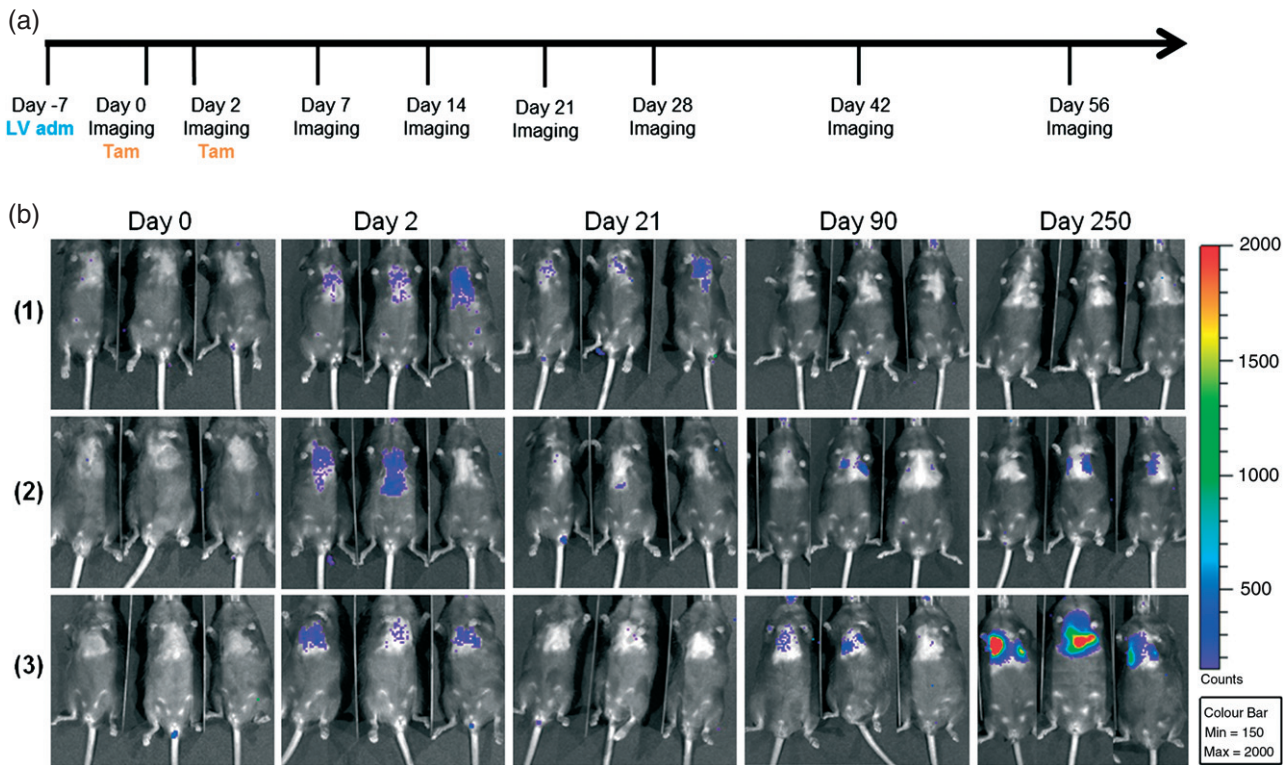 (a)
Day -7 Day 0 Day 2 Day 7 Day 14 Day 21 Day 28 Day 42 Day 56
LV adm Imaging Imaging Imaging Imaging Imaging Imaging Imaging Imaging
Tam Tam
(b)
Day 0 Day 2 Day 21 Day 90 Day 250
(1)
(2)
(3)
2000
1500
1000
500
Counts
Colour Bar
Min = 150
Max = 2000